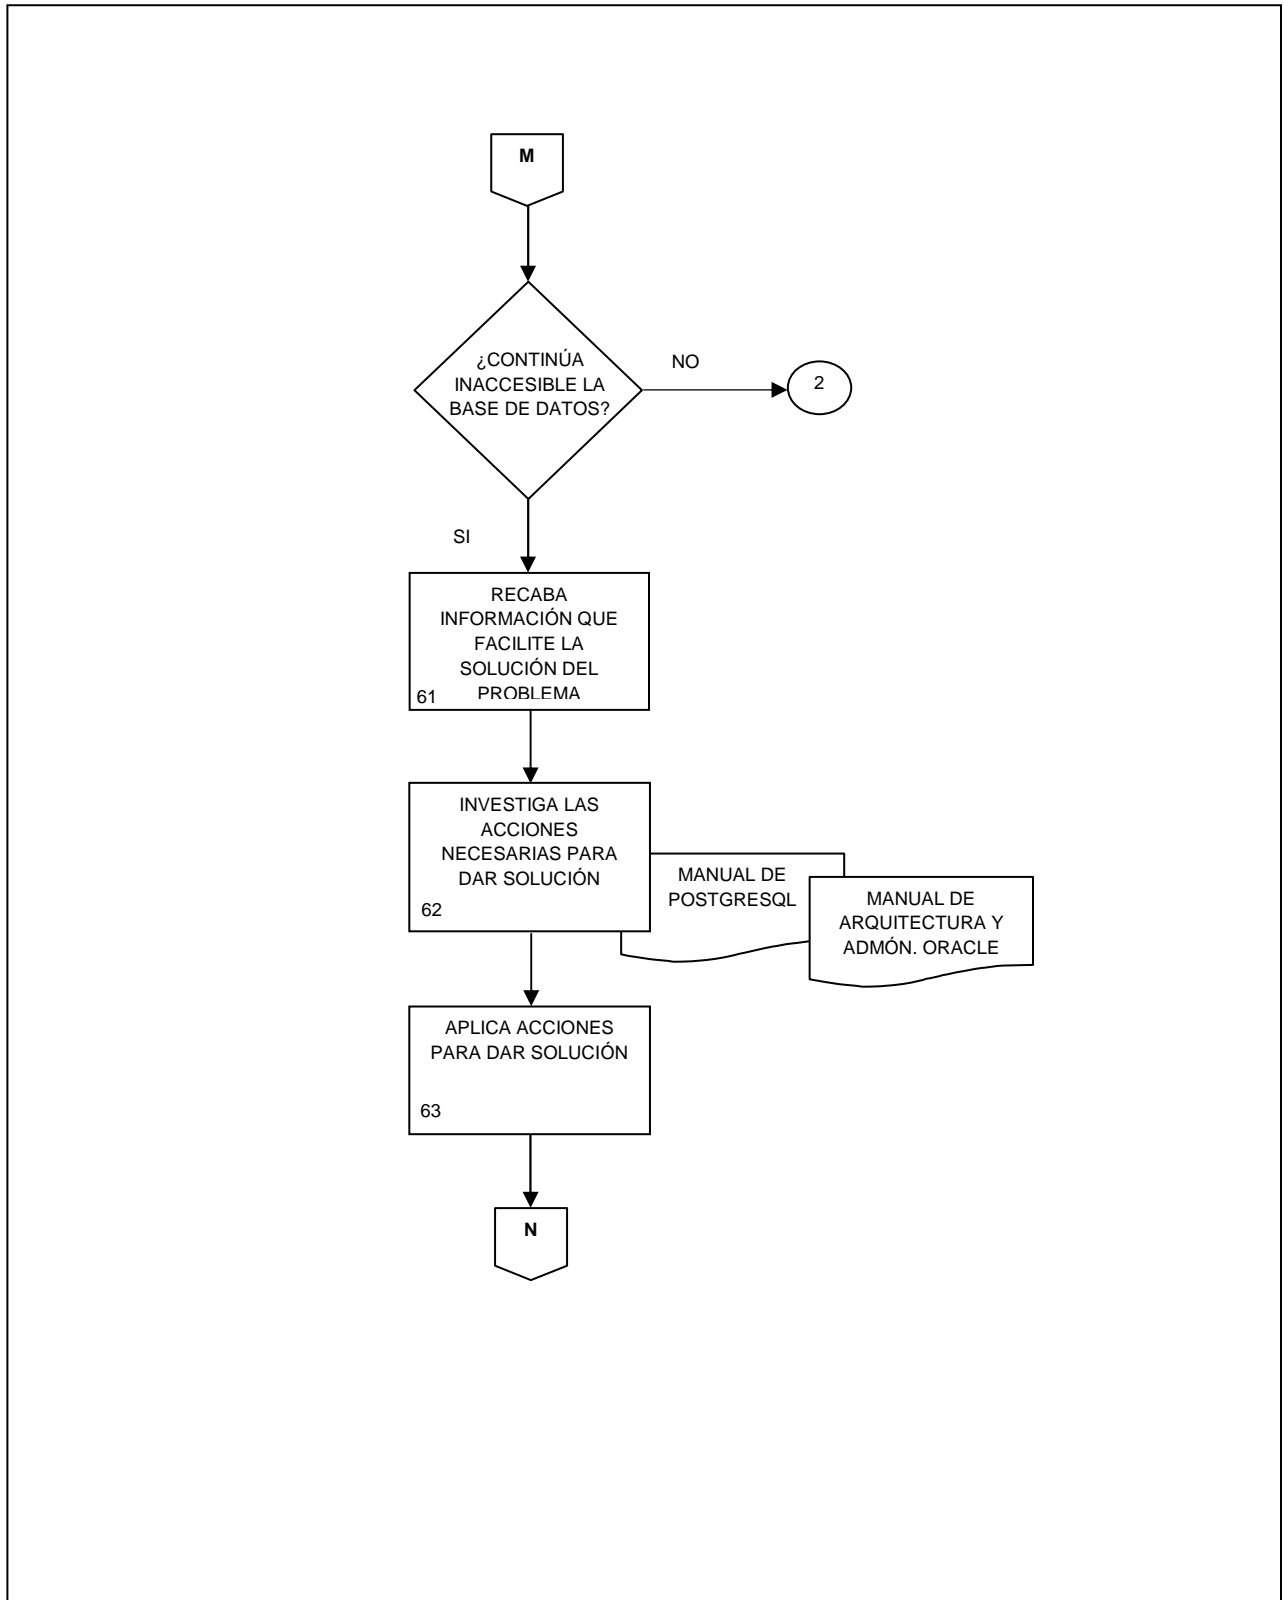 M
¿CONTINÚA
INACCESIBLE LA
BASE DE DATOS?
NO
2
SI
RECABA
INFORMACIÓN QUE
FACILITE LA
SOLUCIÓN DEL
PROBLEMA
61
INVESTIGA LAS
ACCIONES
NECESARIAS PARA
DAR SOLUCIÓN
62
MANUAL DE
POSTGRESQL
MANUAL DE
ARQUITECTURA Y
ADMÓN. ORACLE
APLICA ACCIONES
PARA DAR SOLUCIÓN
63
N